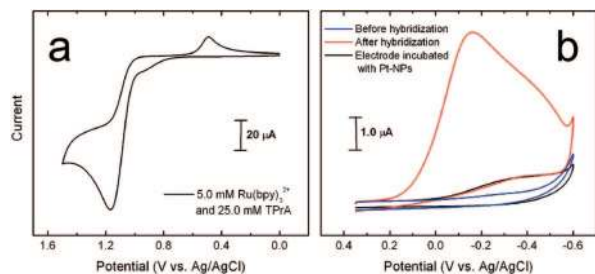 a
Current
20 µA
5.0 mM Ru(bpy)₃²⁺
and 25.0 mM TPrA
1.6 1.2 0.8 0.4 0.0
Potential (V vs. Ag/AgCl)
b
Before hybridization
After hybridization
Electrode incubated
with Pt-NPs
1.0 µA
0.4 0.2 0.0 -0.2 -0.4 -0.6
Potential (V vs. Ag/AgCl)